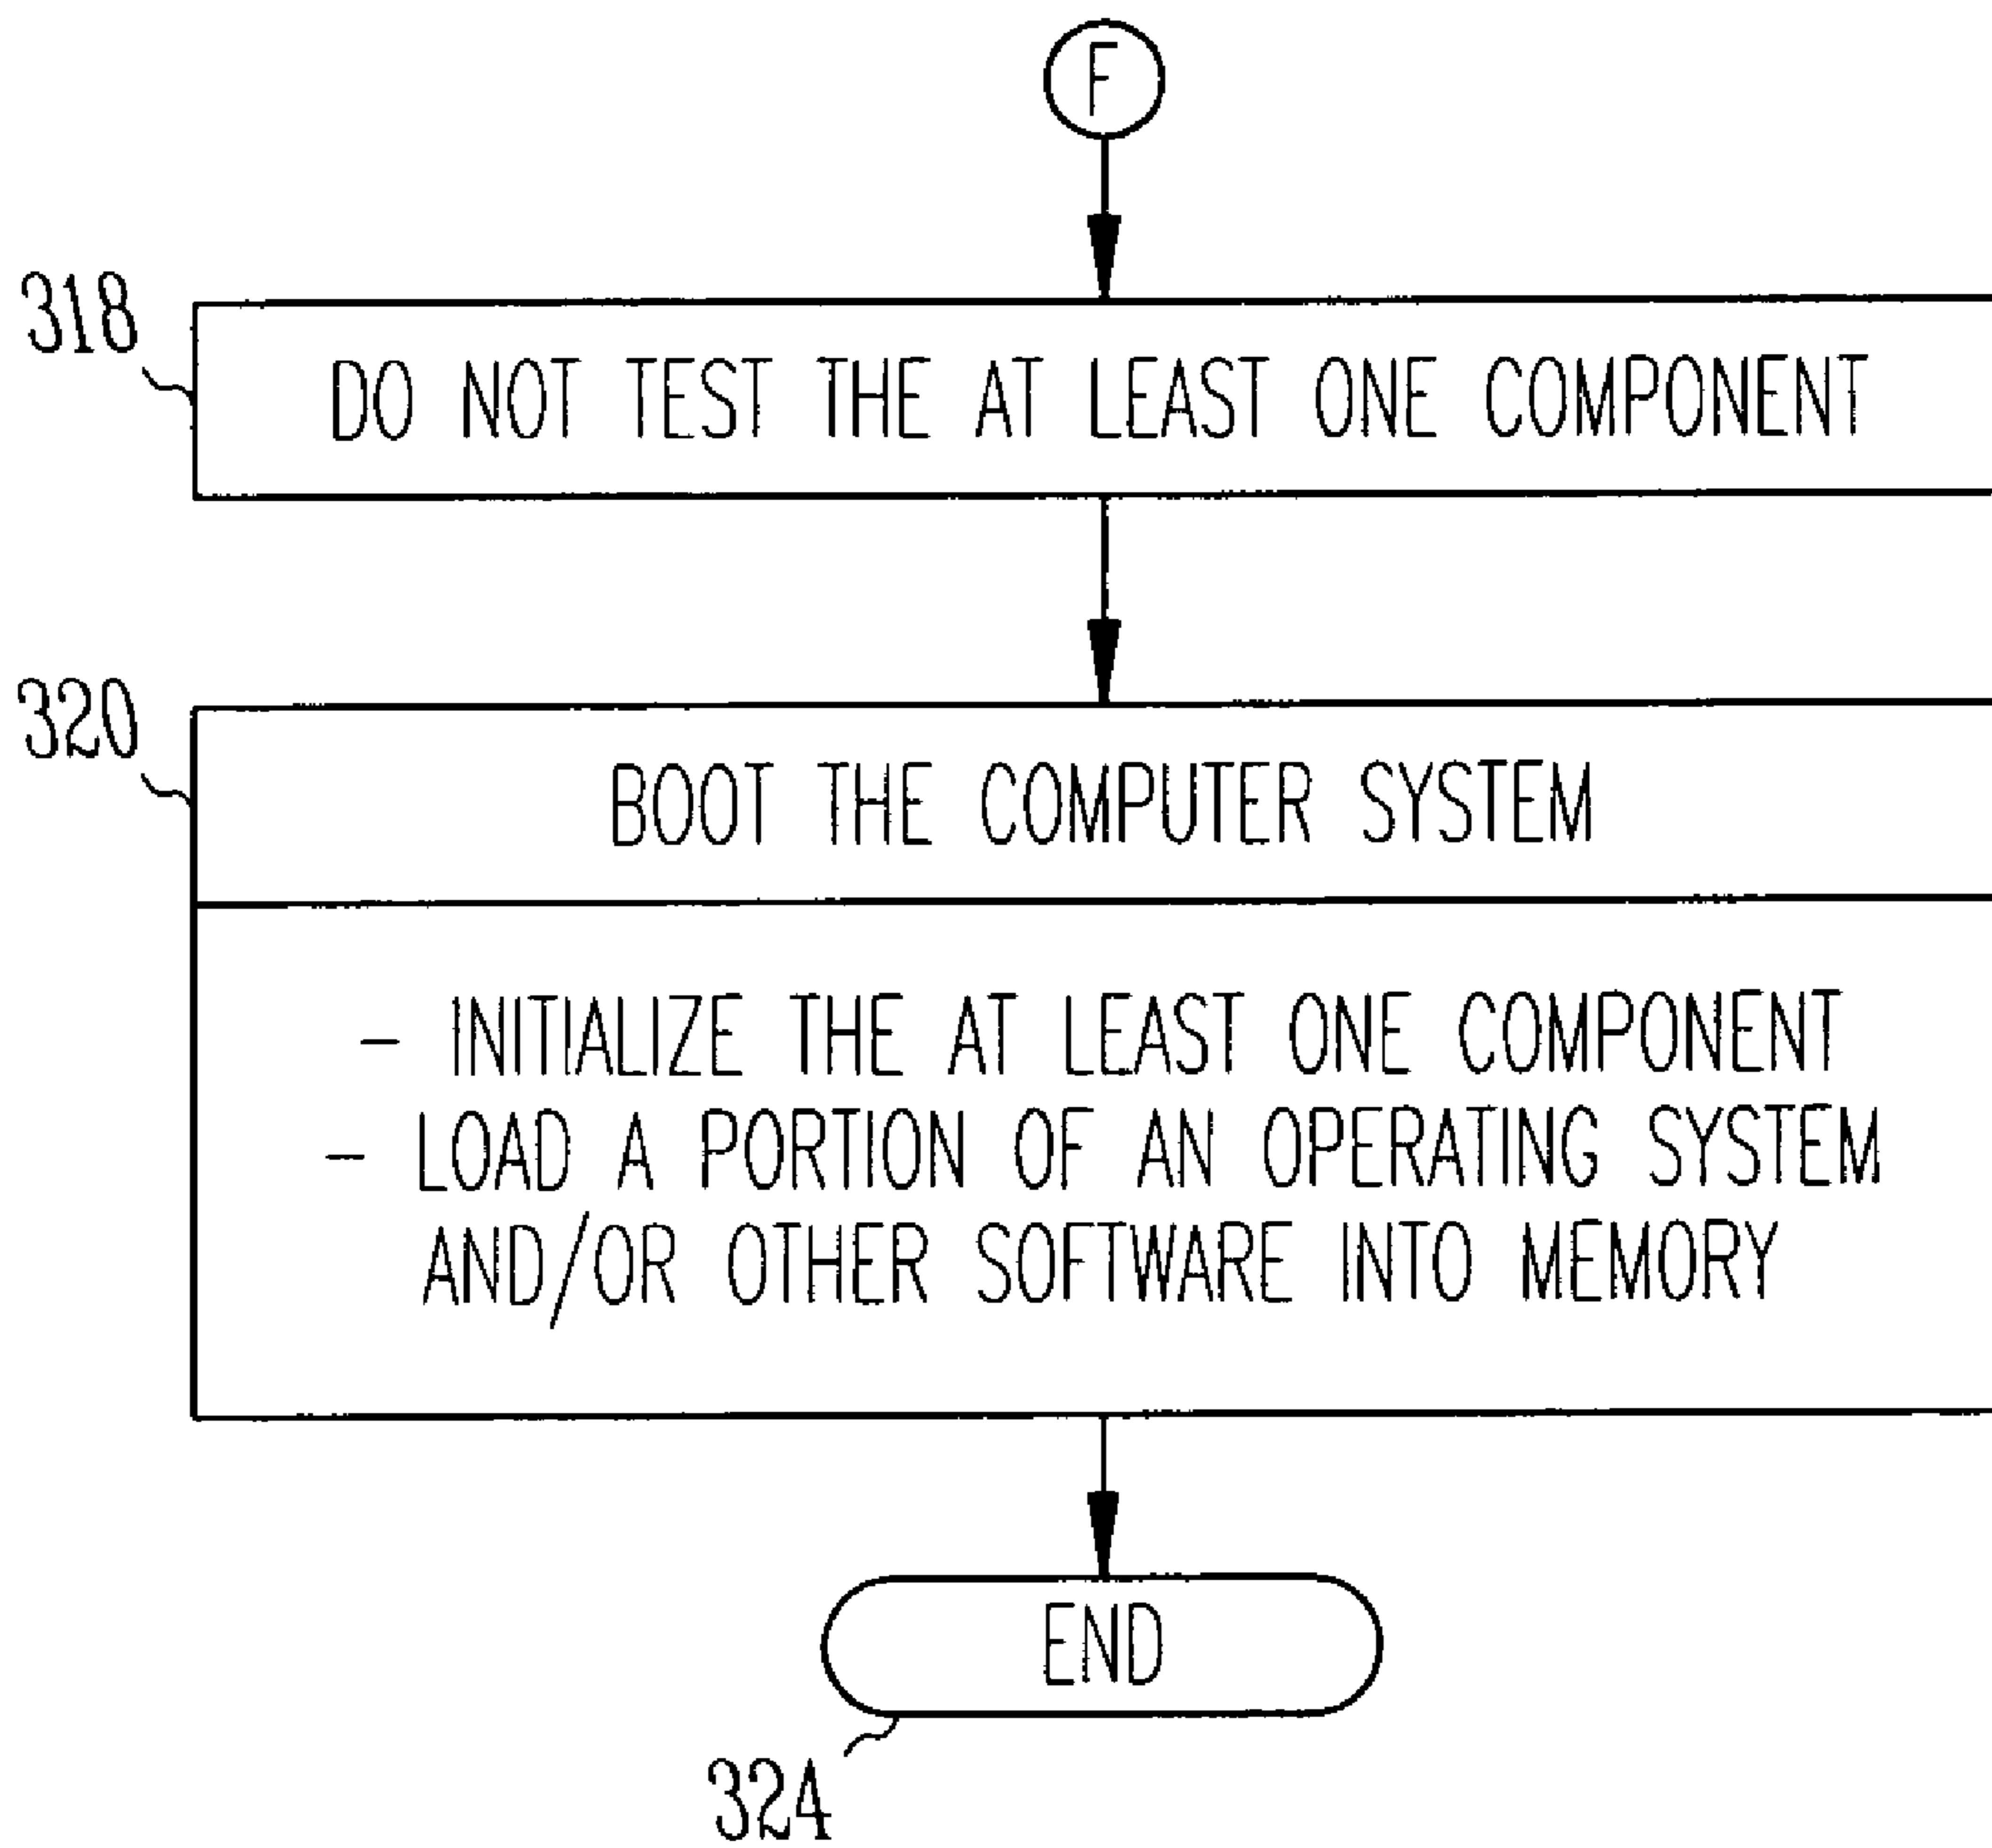 F
318
DO NOT TEST THE AT LEAST ONE COMPONENT
320
BOOT THE COMPUTER SYSTEM
- INITIALIZE THE AT LEAST ONE COMPONENT
- LOAD A PORTION OF AN OPERATING SYSTEM
AND/OR OTHER SOFTWARE INTO MEMORY
END
324